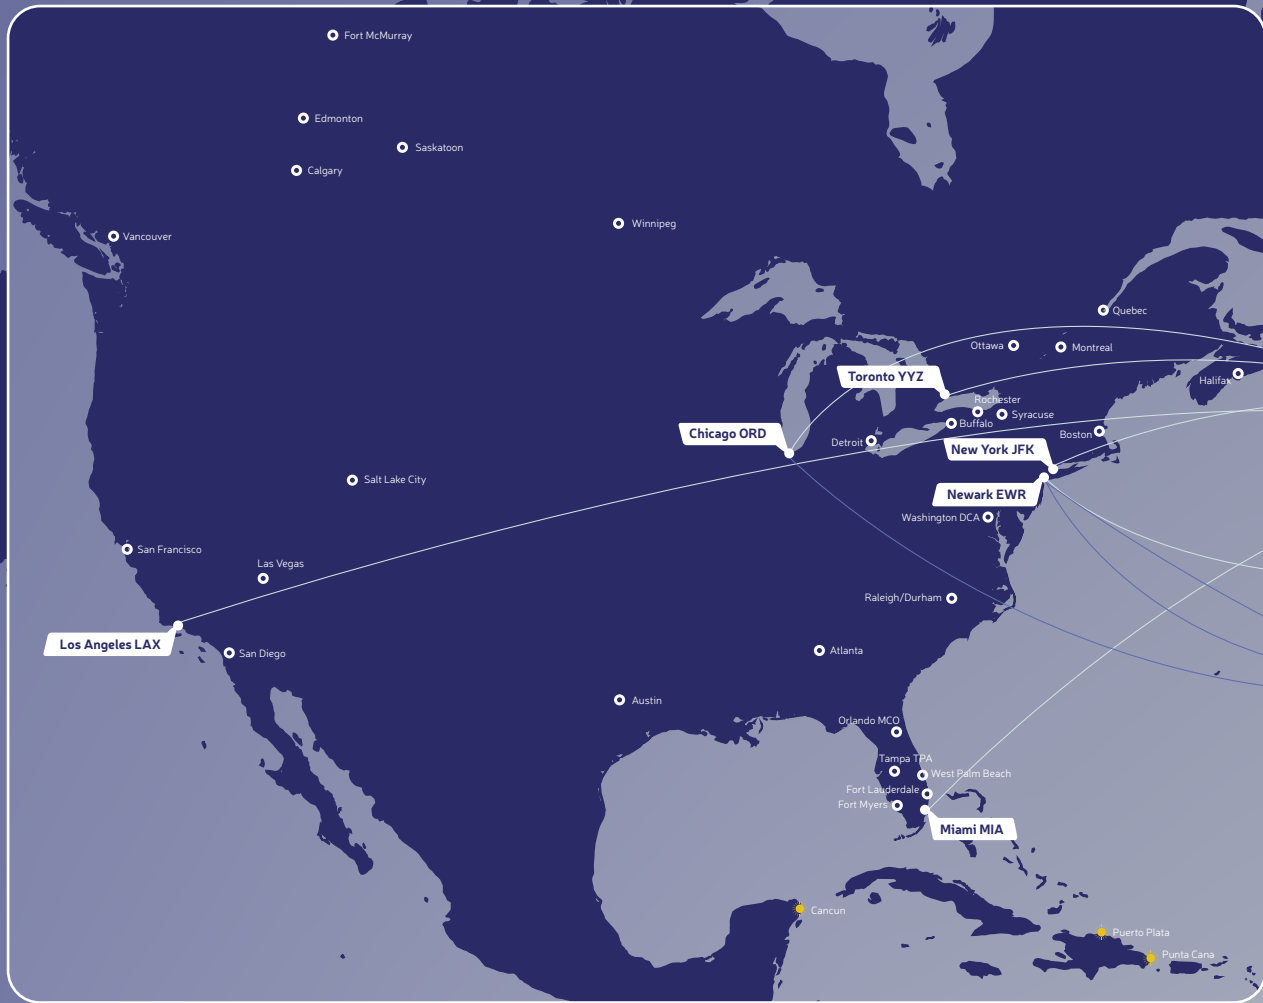 Fort McMurray
Edmonton
Saskatoon
Calgary
Winnipeg
Vancouver
Quebec
Ottawa
Montreal
Toronto YYZ
Halifax
Rochester
Syracuse
Buffalo
Chicago ORD
Boston
Detroit
New York JFK
Salt Lake City
Newark EWR
Washington DCA
San Francisco
Las Vegas
Raleigh/Durham
Los Angeles LAX
San Diego
Atlanta
Austin
Orlando MCO
Tampa TPA
West Palm Beach
Fort Lauderdale
Fort Myers
Miami MIA
Cancun
Puerto Plata
Punta Cana